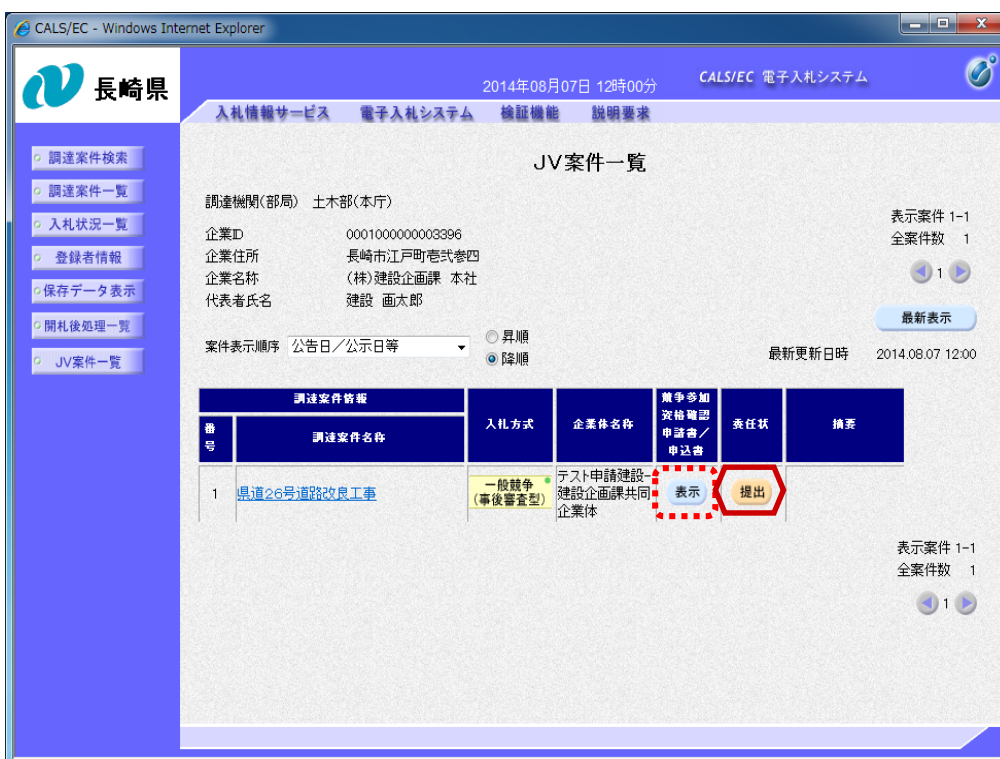 CALS/EC - Windows Internet Explorer
長崎県
2014年08月07日 12時00分
CALS/EC 電子入札システム
入札情報サービス 電子入札システム 検証機能 説明要求
調達案件検索
調達案件一覧
入札状況一覧
登録者情報
保存データ表示
開札後処理一覧
JV案件一覧
JV案件一覧
調達機関(部局) 土木部(本庁)
表示案件 1-1
全案件数 1
1
企業ID 0001000000003396
企業住所 長崎市江戸町壱弐参四
企業名称 (株)建設企画課 本社
代表者氏名 建設 画太郎
最新表示
案件表示順序 公告日/公示日等
昇順
降順
最新更新日時 2014.08.07 12:00
調達案件情報
番号
調達案件名称
入札方式
企業体名称
競争参加
資格確認
申請書/
申込書
委任状
摘要
1
県道26号道路改良工事
一般競争
(事後審査型)
テスト申請建設-
建設企画課共同
企業体
表示
提出
表示案件 1-1
全案件数 1
1